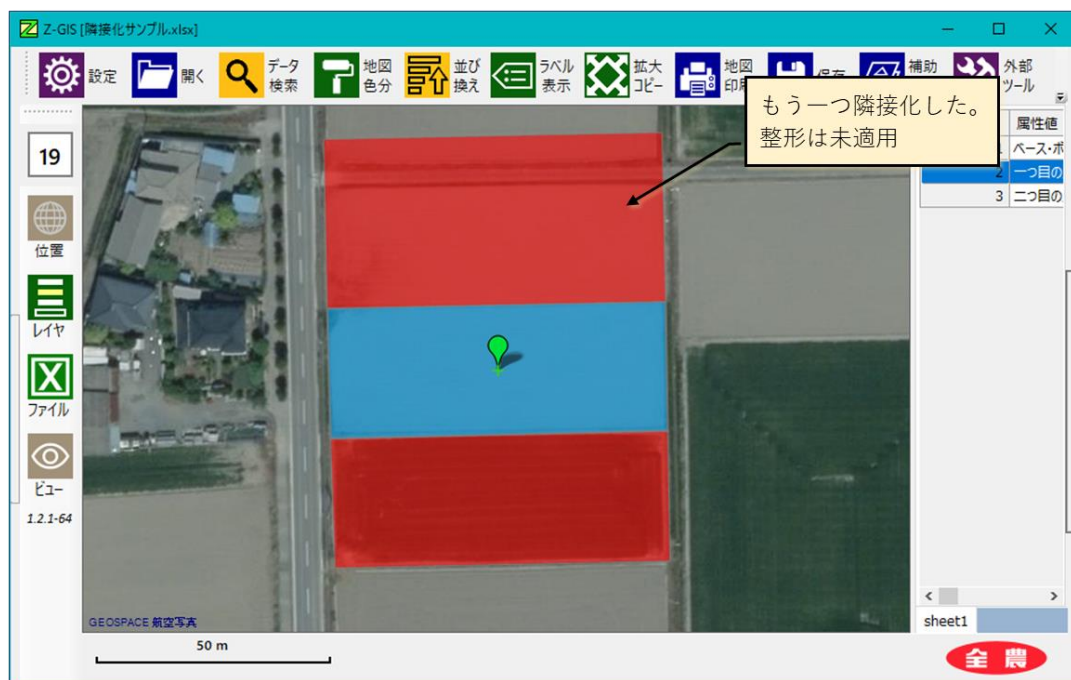 Z-GIS [隣接化サンプル.xlsx]
設定
開く
データ
検索
地図
色分
並び
換え
ラベル
表示
拡大
コピー
地図
補助
外部
ツール
もう一つ隣接化した。
整形は未適用
属性値
ベース・ポ
2 一つ目の
3 二つ目の
19
位置
レイヤ
ファイル
ビュー
1.2.1-64
GEOSPACE 航空写真
50 m
sheet1
全農